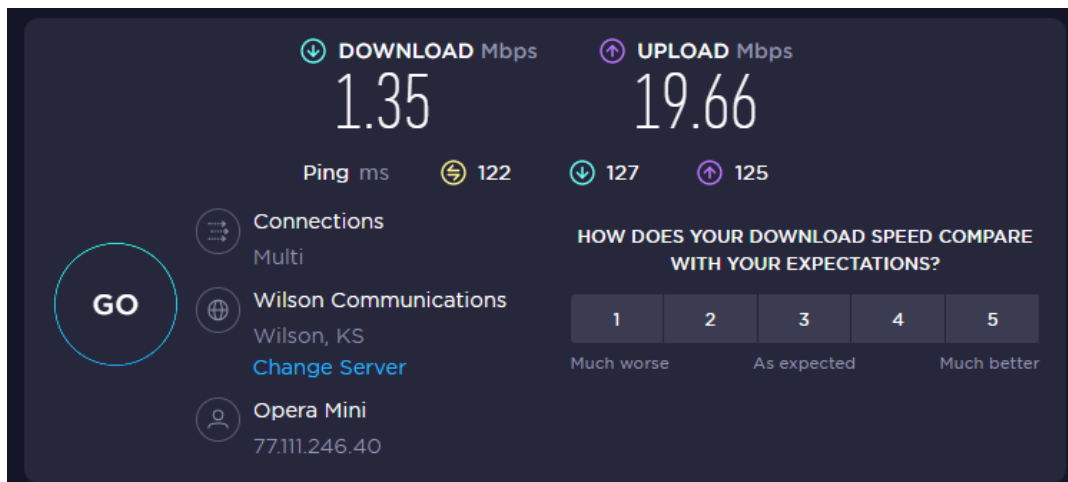 DOWNLOAD Mbps
1.35
UPLOAD Mbps
19.66
Ping ms 122 127 125
GO
Connections
Multi
Wilson Communications
Wilson, KS
Change Server
Opera Mini
77.111.246.40
HOW DOES YOUR DOWNLOAD SPEED COMPARE
WITH YOUR EXPECTATIONS?
1 2 3 4 5
Much worse As expected Much better